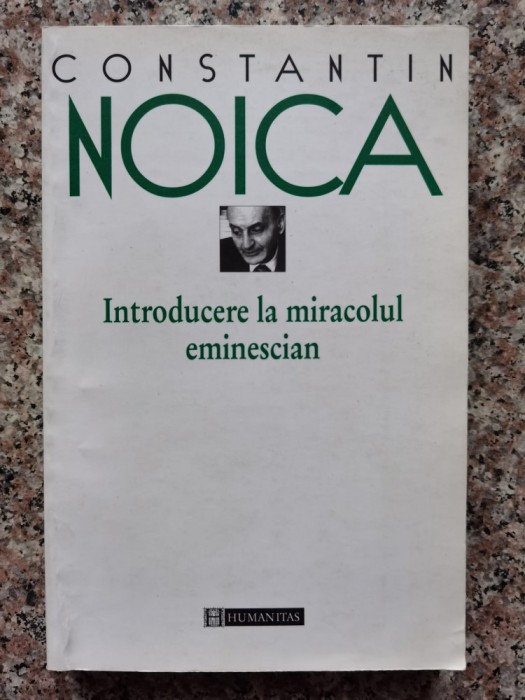 CONSTANTIN
NOICA
Introducere la miracolul
eminescian
HUMANITAS